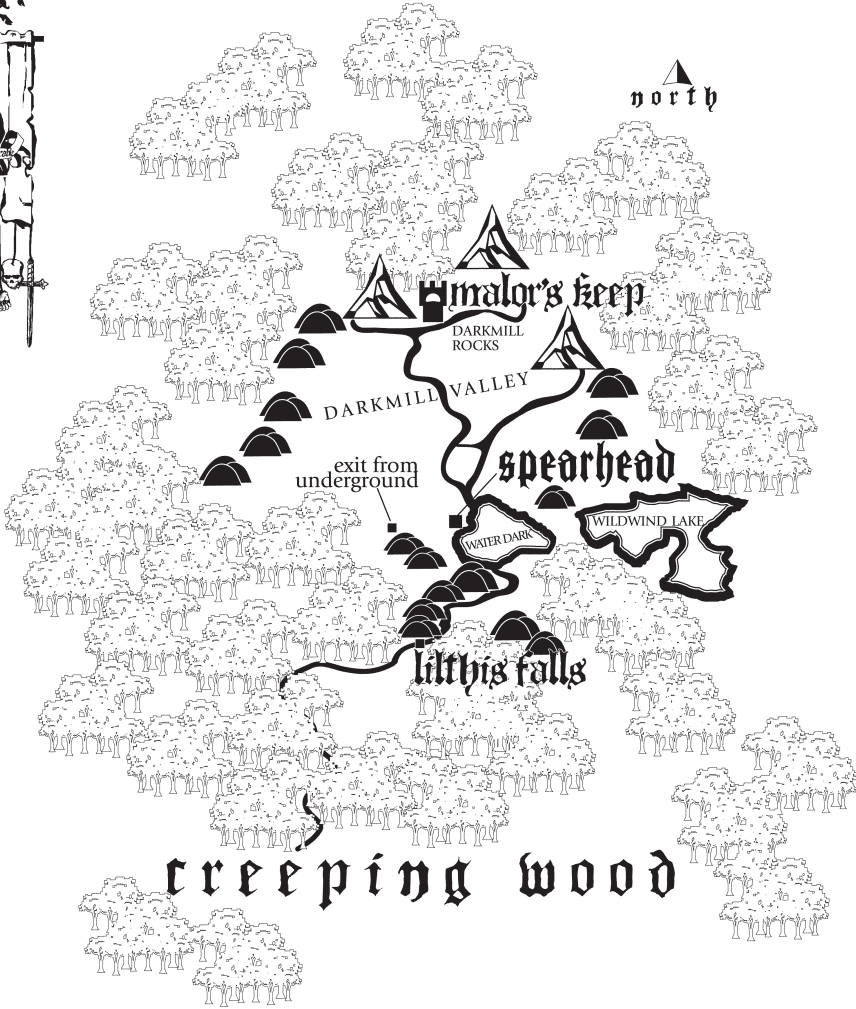 north
malor's keep
DARKMILL
ROCKS
DARKMILL VALLEY
exit from
underground
spearhead
WILDWIND LAKE
WATER DARK
lilthis falls
creeping wood